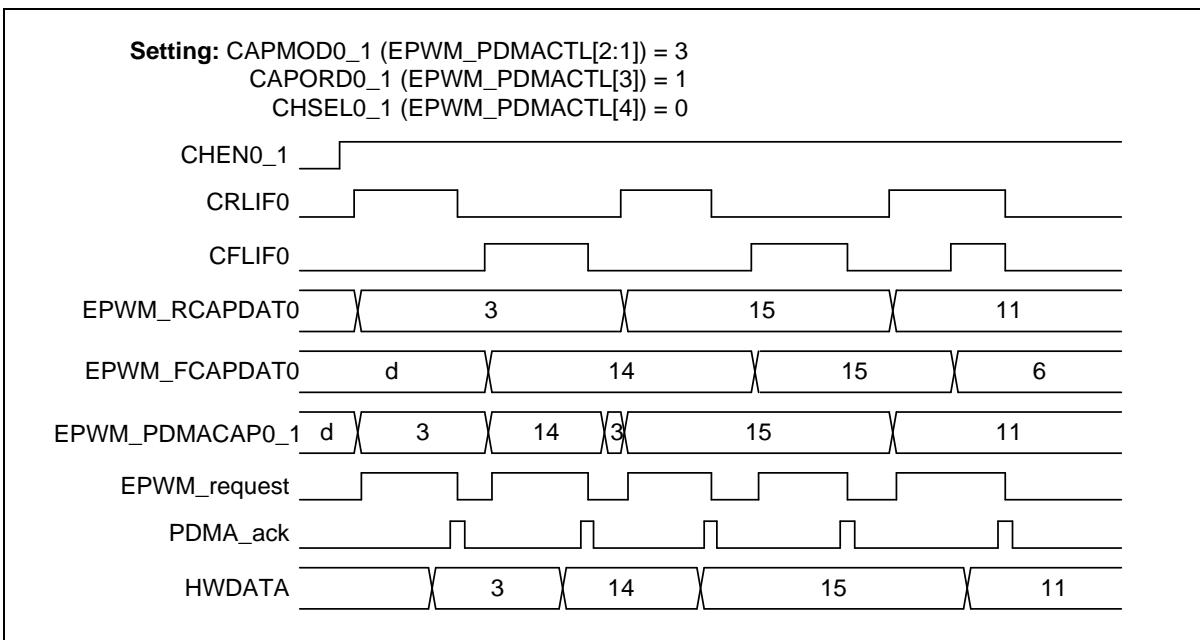 Setting: CAPMOD0_1 (EPWM_PDMACTL[2:1]) = 3
CAPORD0_1 (EPWM_PDMACTL[3]) = 1
CHSEL0_1 (EPWM_PDMACTL[4]) = 0
CHEN0_1
CRLIF0
CFLIF0
EPWM_RCAPDAT0 3 15 11
EPWM_FCAPDAT0 d 14 15 6
EPWM_PDMACAP0_1 d 3 14 3 15 11
EPWM_request
PDMA_ack
HWDATA 3 14 15 11